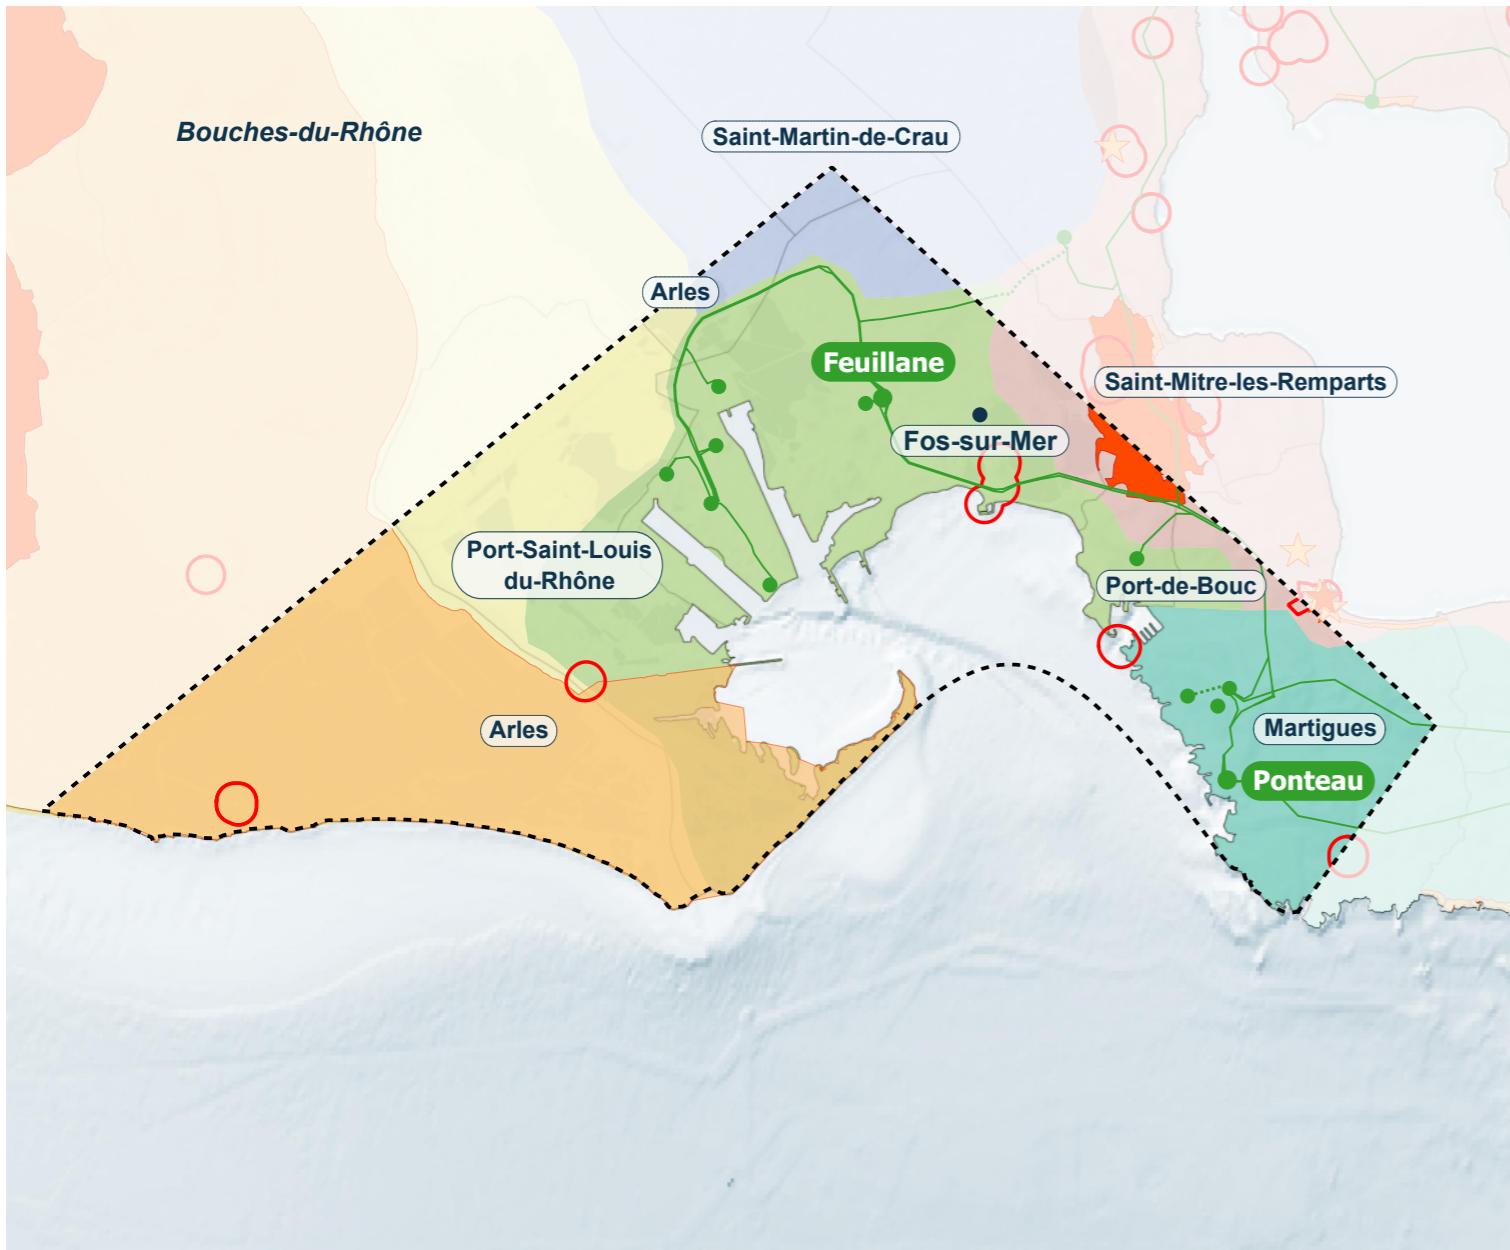 Bouches-du-Rhône
Saint-Martin-de-Crau
Arles
Feuillane
Saint-Mitre-les-Remparts
Fos-sur-Mer
Port-Saint-Louis
du-Rhône
Port-de-Bouc
Arles
Martigues
Ponteau